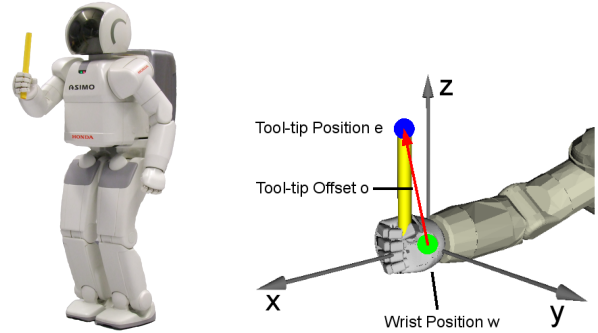 ASIMO
HONDA
z
Tool-tip Position e
Tool-tip Offset o
x
y
Wrist Position w